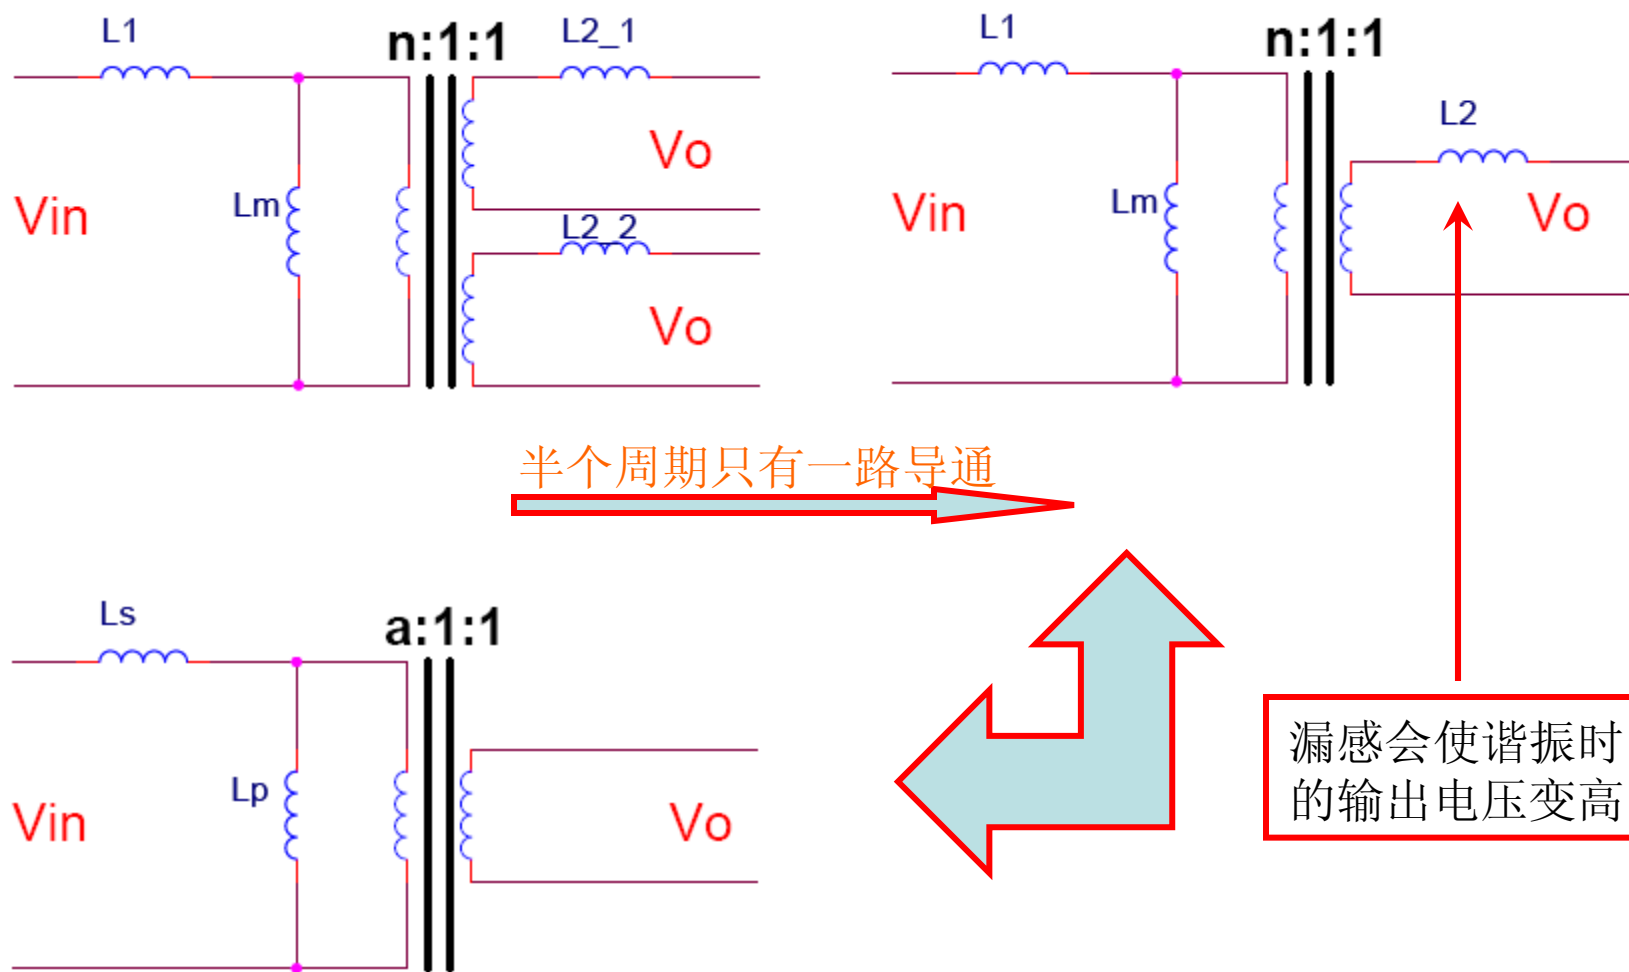 L1
n:1:1
L2_1
Vin
Lm
Vo
L2_2
Vo
L1
n:1:1
L2
Vin
Lm
Vo
半个周期只有一路导通
Ls
a:1:1
Vin
Lp
Vo
漏感会使谐振时
的输出电压变高